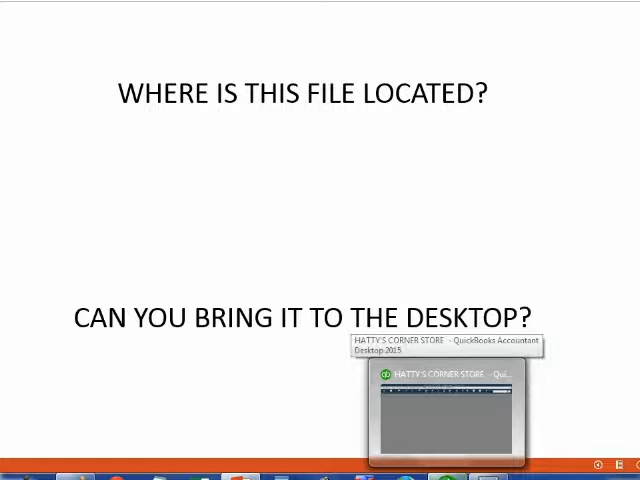 WHERE IS THIS FILE LOCATED?
CAN YOU BRING IT TO THE DESKTOP?
HATTY'S CORNER STORE - QuickBooks Accountant
Desktop 2015
HATTY'S CORNER STORE - Qui...